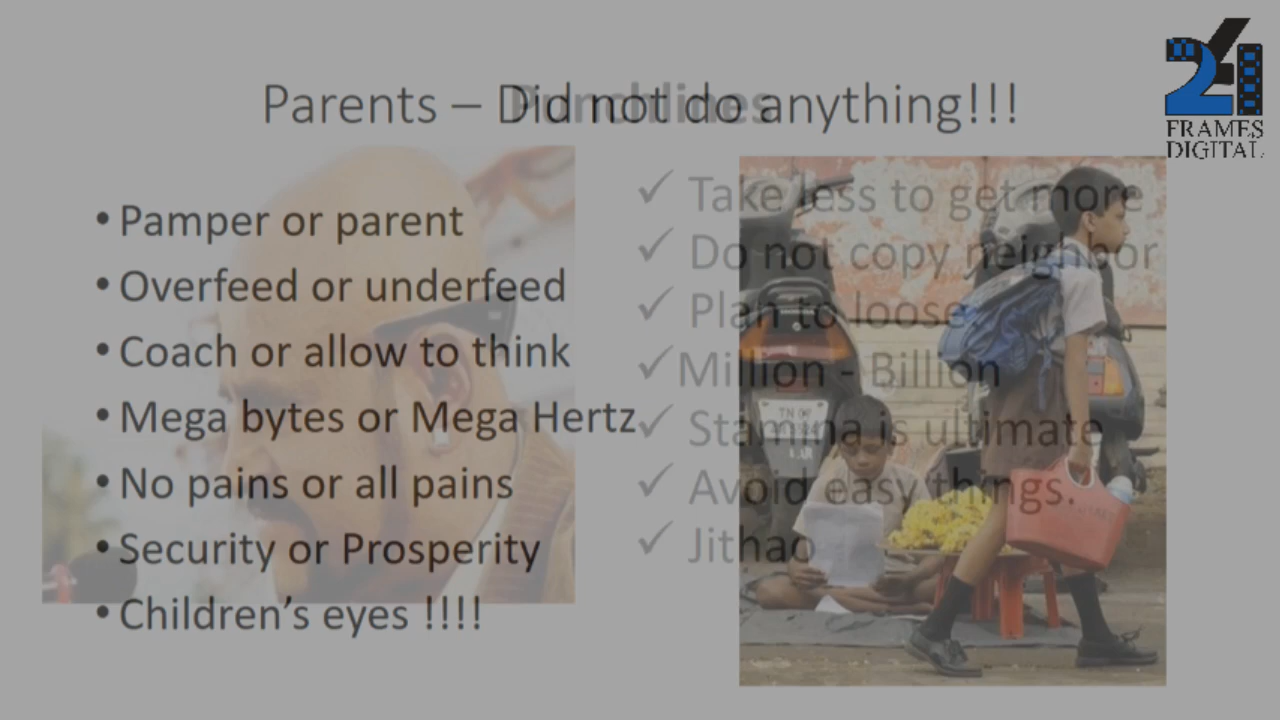 24
FRAMES
DIGITAL
Parents – Did not do anything!!!
Punchlines
• Pamper or parent
• Overfeed or underfeed
• Coach or allow to think
• Mega bytes or Mega Hertz
• No pains or all pains
• Security or Prosperity
• Children’s eyes !!!!
✓ Take less to get more
✓ Do not copy neighbor
✓ Plan to loose
✓ Million - Billion
✓ Stamina is ultimate
✓ Avoid easy things.
✓ Jithao